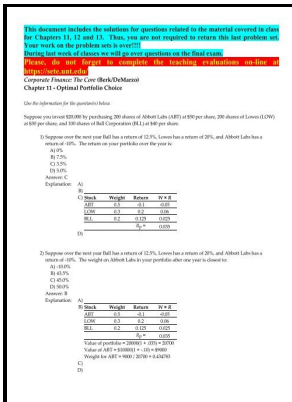 This document includes the solutions for questions related to the material covered in class
for Chapters 11, 12 and 13. Thus, you are not required to return this last problem set.
Your work on the problem sets is over!!!!
During last week of classes we will go over questions on the final exam.
Please, do not forget to complete the teaching evaluations on-line at
https://sete.unt.edu/
Corporate Finance: The Core (Berk/DeMarzo)
Chapter 11 - Optimal Portfolio Choice
Use the information for the question(s) below.
Suppose you invest $20,000 by purchasing 200 shares of Abbott Labs (ABT) at $50 per share, 200 shares of Lowes (LOW)
at $30 per share, and 100 shares of Ball Corporation (BLL) at $40 per share.
1) Suppose over the next year Ball has a return of 12.5%, Lowes has a return of 20%, and Abbott Labs has a
return of -10%. The return on your portfolio over the year is:
A) 0%
B) 7.5%
C) 3.5%
D) 5.0%
Answer: C
Explanation: A)
B)
C) Stock Weight Return W × R
ABT 0.5 -0.1 -0.05
LOW 0.3 0.2 0.06
BLL 0.2 0.125 0.025
Rp = 0.035
D)
2) Suppose over the next year Ball has a return of 12.5%, Lowes has a return of 20%, and Abbott Labs has a
return of -10%. The weight on Abbott Labs in your portfolio after one year is closest to:
A) -10.0%
B) 43.5%
C) 45.0%
D) 50.0%
Answer: B
Explanation: A)
B) Stock Weight Return W × R
ABT 0.5 -0.1 -0.05
LOW 0.3 0.2 0.06
BLL 0.2 0.125 0.025
Rp = 0.035
Value of portfolio = 20000(1 + .035) = 20700
Value of ABT = $10000(1 + -.10) = $9000
Weight for ABT = 9000 / 20700 = 0.434783
C)
D)